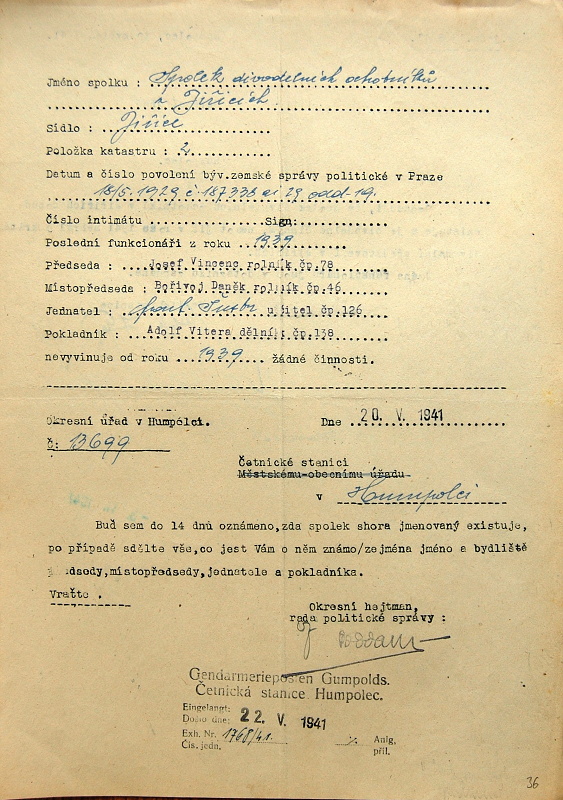 Jméno spolku : Spolek divadelních ochotníků
v Jiřicích
Sídlo : Jiřice
Položka katastru : 2
Datum a číslo povolení býv.zemské správy politické v Praze
18/5.1929 č.187338 ai 29 odd-19.
Číslo intimátu ............... Sign:
Poslední funkcionáři z roku ..1939
Předseda : Josef Vincenc rolník čp.78
Místopředseda : Bořivoj Daněk rolník čp.46
Jednatel : učitel čp.126
Pokladník : Adolf Vitera dělník čp.138
nevyvinuje od roku ...1939... žádné činnosti.
Okresní úřad v Humpólci.
Dne 20. V. 1941
Č: 13699
Četnické stanici
Městskému-obecnímu úřadu
v Humpolci
Buď sem do 14 dnů oznámeno,zda spolek shora jmenovaný existuje,
po případě sdělte vše,co jest Vám o něm známo/zejména jméno a bydliště
dsedy,místopředsedy,jednatele a pokladníka.
Vraťte .
Okresní hejtman,
rada politické správy :
Gendarmerieposten Gumpolds.
Četnická stanice Humpolec.
Eingelangt:
Došlo dne: 22. V. 1941
Exh. Nr. 1768/41.
Čís. jedn.
%
Anlg.
příl.
36